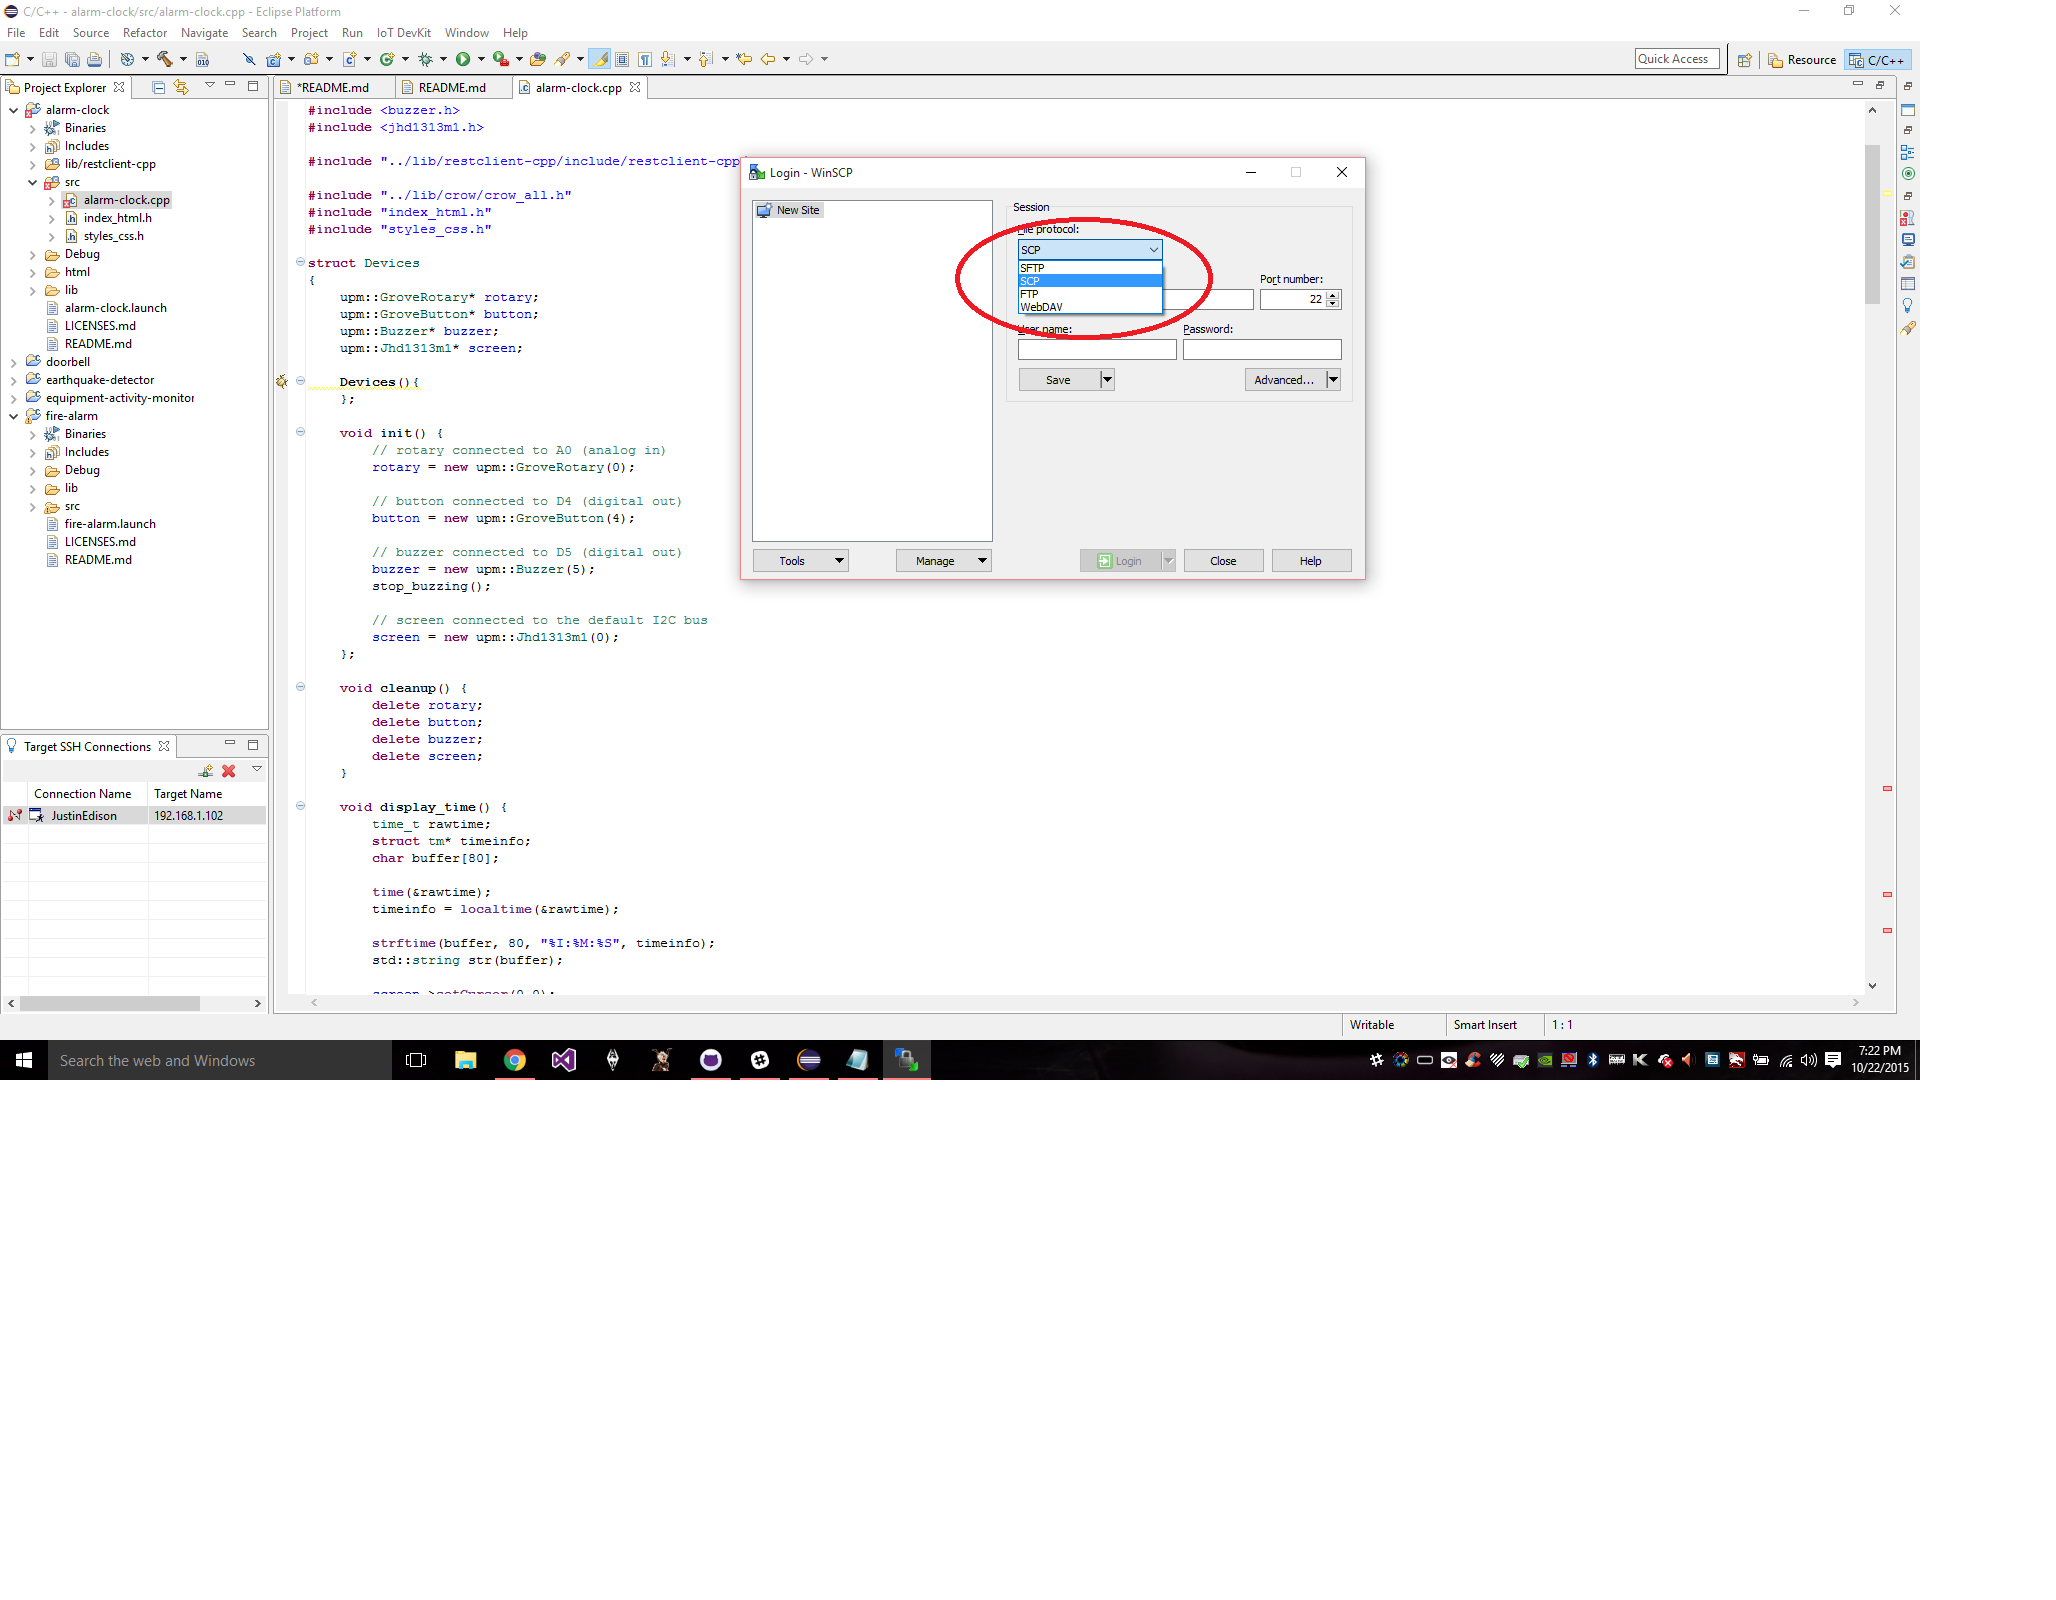 C/C++ - alarm-clock/src/alarm-clock.cpp - Eclipse Platform
File Edit Source Refactor Navigate Search Project Run IoT DevKit Window Help
Quick Access
Resource
C/C++
Project Explorer
*README.md
README.md
alarm-clock.cpp
alarm-clock
Binaries
Includes
lib/restclient-cpp
src
alarm-clock.cpp
index_html.h
styles_css.h
Debug
html
lib
alarm-clock.launch
LICENSES.md
README.md
doorbell
earthquake-detector
equipment-activity-monitor
fire-alarm
Binaries
Includes
Debug
lib
src
fire-alarm.launch
LICENSES.md
README.md
Target SSH Connections
Connection Name Target Name
JustinEdison 192.168.1.102
#include <buzzer.h>
#include <jhd1313m1.h>
#include "../lib/restclient-cpp/include/restclient-cpp
#include "../lib/crow/crow_all.h"
#include "index_html.h"
#include "styles_css.h"
struct Devices
{
upm::GroveRotary* rotary;
upm::GroveButton* button;
upm::Buzzer* buzzer;
upm::Jhd1313m1* screen;
Devices(){
};
void init() {
// rotary connected to A0 (analog in)
rotary = new upm::GroveRotary(0);
// button connected to D4 (digital out)
button = new upm::GroveButton(4);
// buzzer connected to D5 (digital out)
buzzer = new upm::Buzzer(5);
stop_buzzing();
// screen connected to the default I2C bus
screen = new upm::Jhd1313m1(0);
};
void cleanup() {
delete rotary;
delete button;
delete buzzer;
delete screen;
}
void display_time() {
time_t rawtime;
struct tm* timeinfo;
char buffer[80];
time(&rawtime);
timeinfo = localtime(&rawtime);
strftime(buffer, 80, "%I:%M:%S", timeinfo);
std::string str(buffer);
screen->setCursor(0,0);
Login - WinSCP
New Site
Session
File protocol:
SCP
SFTP
SCP
FTP
WebDAV
Port number:
22
User name:
Password:
Save
Advanced...
Tools
Manage
Login
Close
Help
Writable
Smart Insert
1 : 1
Search the web and Windows
7:22 PM
10/22/2015